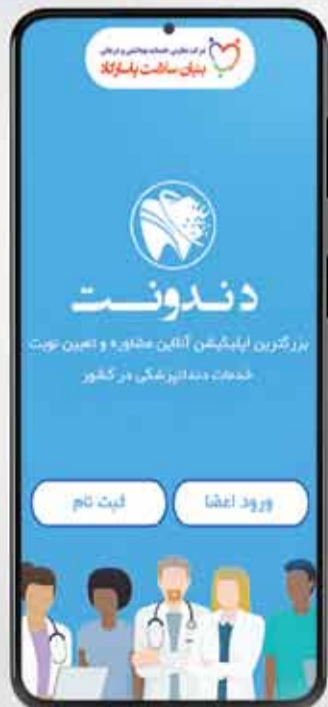 شرکت تعاونی خدمات بهداشتی و درمانی
بنیان سلامت پاسارگاد
دندونــت
بزرگترین اپلیکیشن آنلاین مشاوره و تعیین نوبت
خدمات دندانپزشکی در کشور
ورود اعضا
ثبت نام